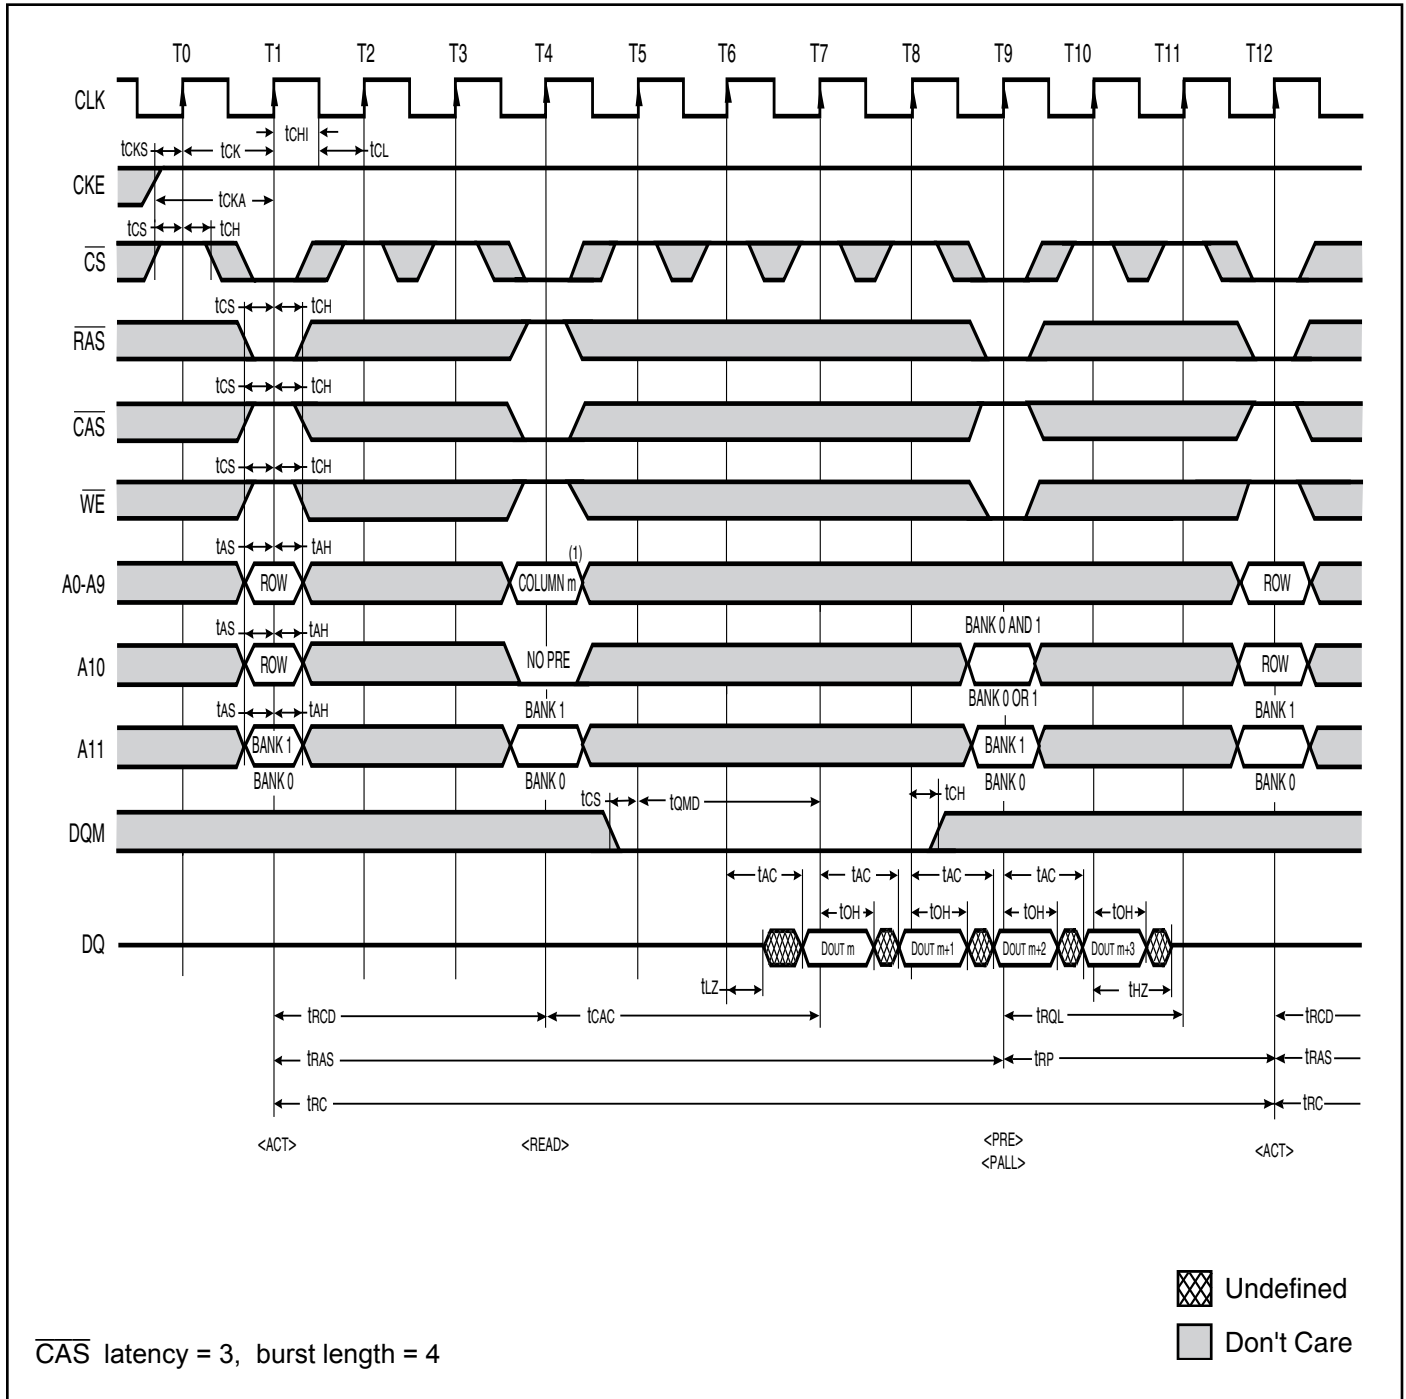 T0 T1 T2 T3 T4 T5 T6 T7 T8 T9 T10 T11 T12
CLK
tCHI
tCKS tCK tCL
CKE
tCKA
tCS tCH
CS
tCS tCH
RAS
tCS tCH
CAS
tCS tCH
WE
tAS tAH (1)
A0-A9 ROW COLUMN m ROW
tAS tAH BANK 0 AND 1
A10 ROW NO PRE ROW
BANK 0 OR 1
tAS tAH BANK 1 BANK 1
A11 BANK 1 BANK 1
BANK 0 BANK 0 BANK 0 BANK 0
tCS tQMD tCH
DQM
tAC tAC tAC tAC
tOH tOH tOH tOH
DQ DOUT m DOUT m+1 DOUT m+2 DOUT m+3
tLZ tHZ
tRCD tCAC tRQL tRCD
tRAS tRP tRAS
tRC tRC
<ACT> <READ> <PRE> <ACT>
<PALL>
Undefined
Don't Care
CAS latency = 3, burst length = 4